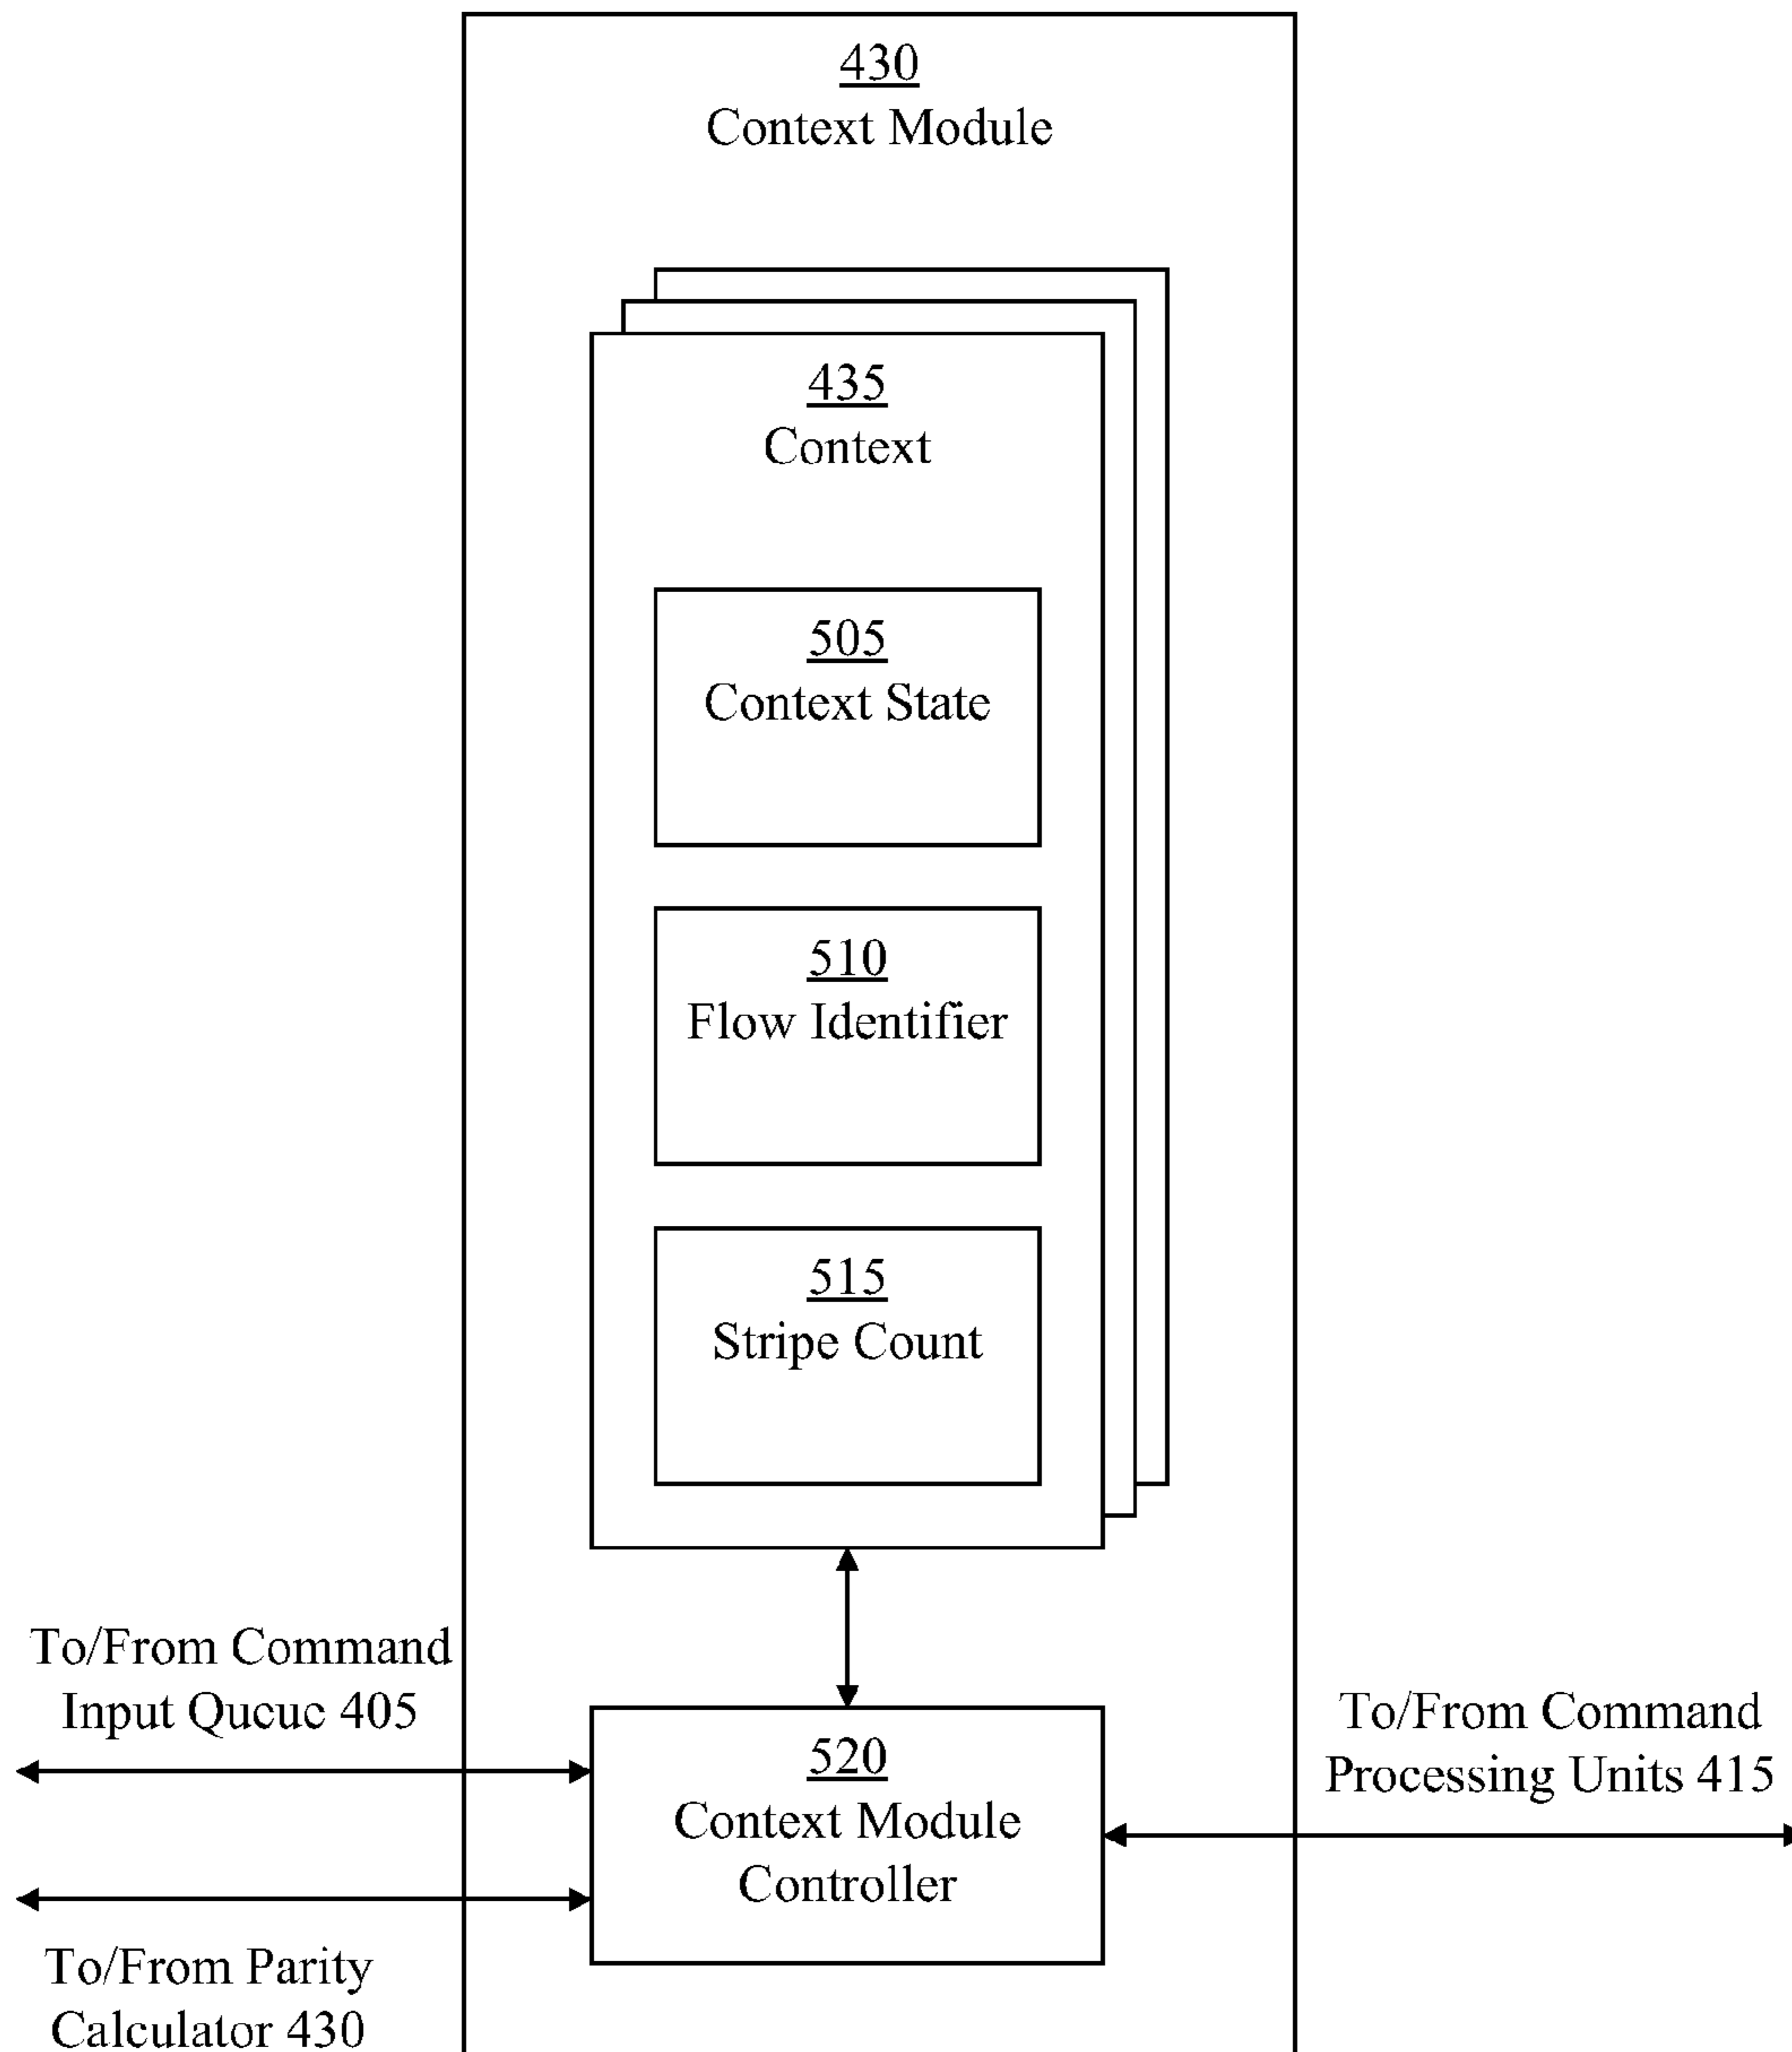 430
Context Module
435
Context
505
Context State
510
Flow Identifier
515
Stripe Count
To/From Command
Input Queue 405
To/From Command
Processing Units 415
520
Context Module
Controller
To/From Parity
Calculator 430